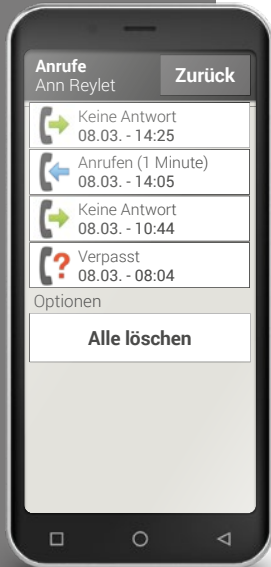 Anrufe
Ann Reylet
Zurück
Keine Antwort
08.03. - 14:25
Anrufen (1 Minute)
08.03. - 14:05
Keine Antwort
08.03. - 10:44
Verpasst
08.03. - 08:04
Optionen
Alle löschen